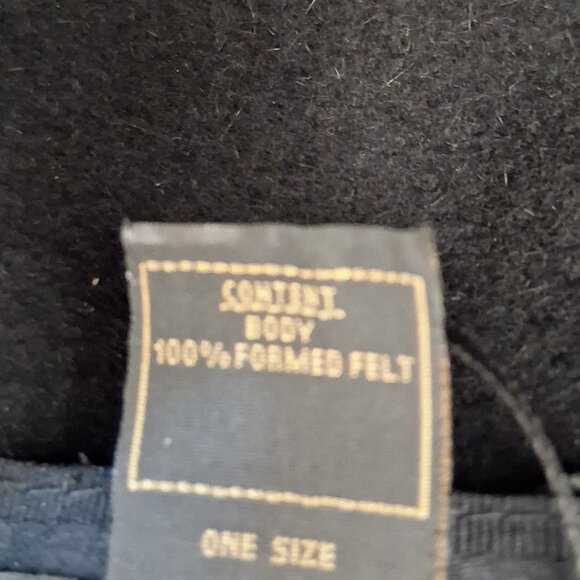 CONTENT
BODY
100% FORMED FELT
ONE SIZE